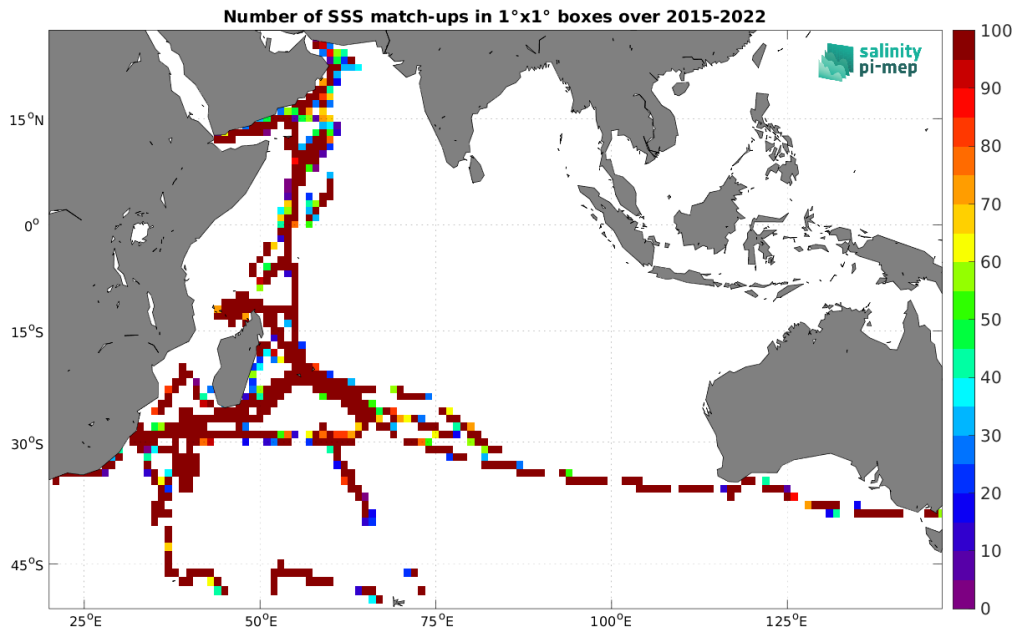 Number of SSS match-ups in 1°x1° boxes over 2015-2022
salinity
pi-mep
100
90
80
70
60
50
40
30
20
10
0
15°N
0°
15°S
30°S
45°S
25°E
50°E
75°E
100°E
125°E